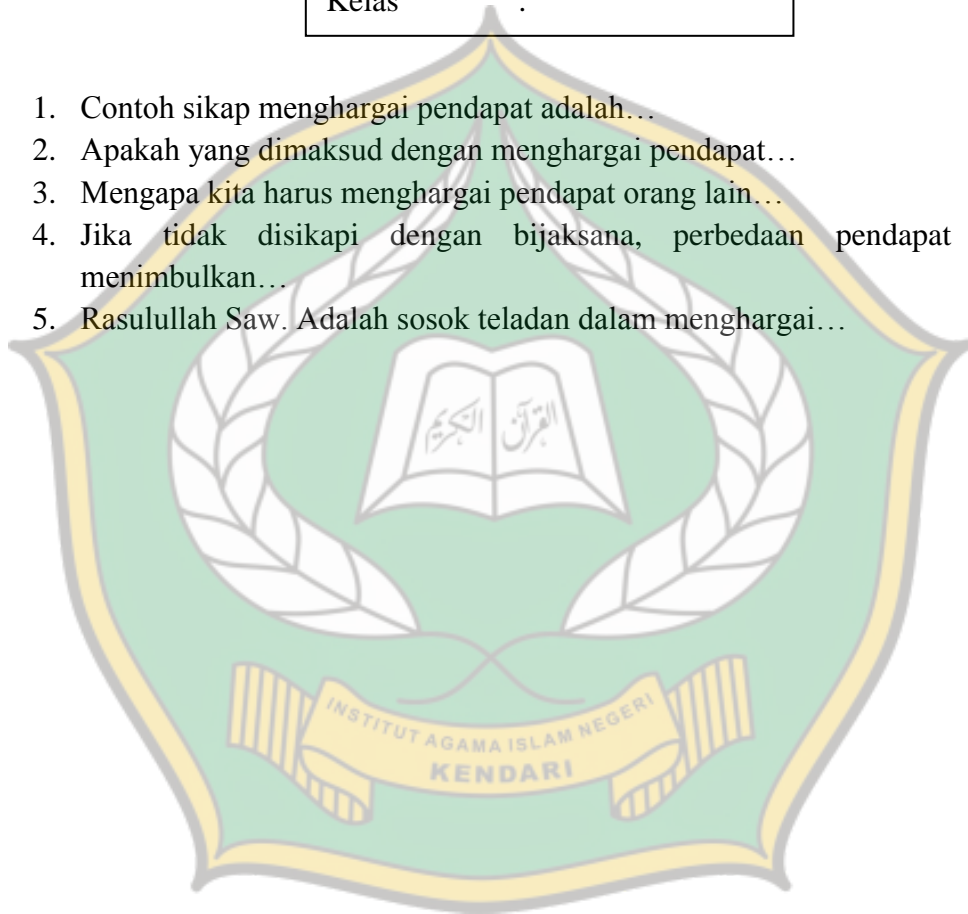 Kelas :
1. Contoh sikap menghargai pendapat adalah…
2. Apakah yang dimaksud dengan menghargai pendapat…
3. Mengapa kita harus menghargai pendapat orang lain…
4. Jika tidak disikapi dengan bijaksana, perbedaan pendapat
menimbulkan…
5. Rasulullah Saw. Adalah sosok teladan dalam menghargai…
القرآن الكريم
INSTITUT AGAMA ISLAM NEGERI
KENDARI